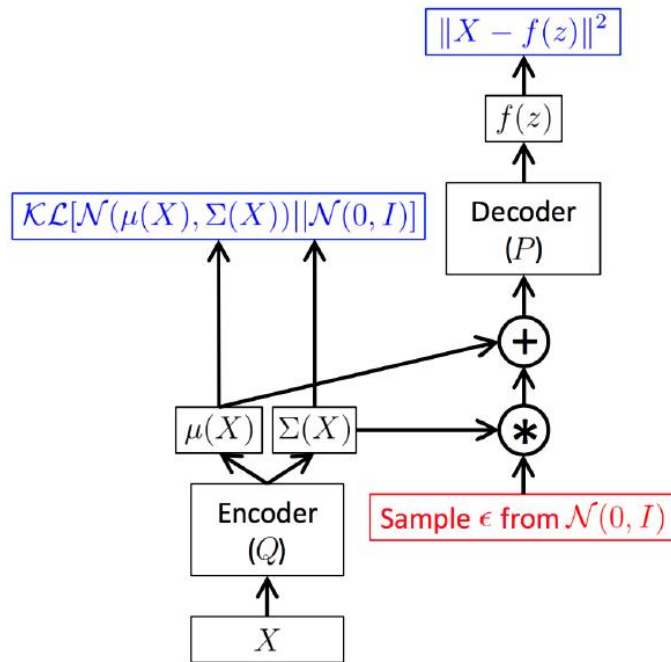 ‖X − f(z)‖²
f(z)
𝒦ℒ[𝒩(μ(X), Σ(X))||𝒩(0, I)]
Decoder
(P)
+
μ(X) Σ(X)
*
Encoder
(Q)
Sample ϵ from 𝒩(0, I)
X